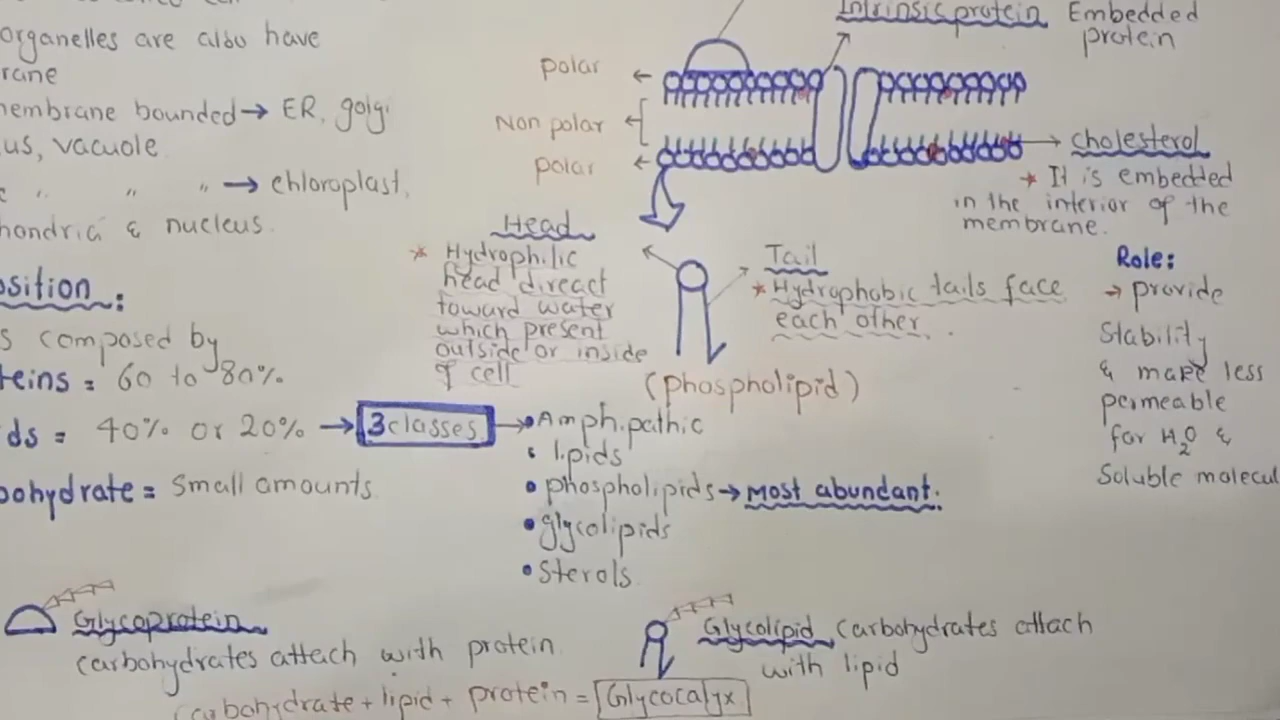 organelles are also have
rane
membrane bounded → ER, golgi
us, vacuole.
" " " → chloroplast,
hondria & nucleus.
osition :
s composed by
teins = 60 to 80%
ds = 40% or 20% → 3 classes → • Amphipathic
• lipids
• phospholipids → Most abundant.
• glycolipids
• Sterols
bohydrate = Small amounts.
Intrinsic protein Embedded
protein
polar ←
Non polar ←
polar ←
→ cholesterol
* It is embedded
in the interior of the
membrane.
Role:
→ provide
Stability
& make less
permeable
for H₂O &
Soluble molecul
Head
* Hydrophilic
head direact
toward water
which present
outside or inside
of cell
Tail
* Hydrophobic tails face
each other.
(phospholipid)
Glycoprotein
carbohydrates attach with protein.
Glycolipid carbohydrates attach
with lipid
Carbohydrate + lipid + protein = Glycocalyx